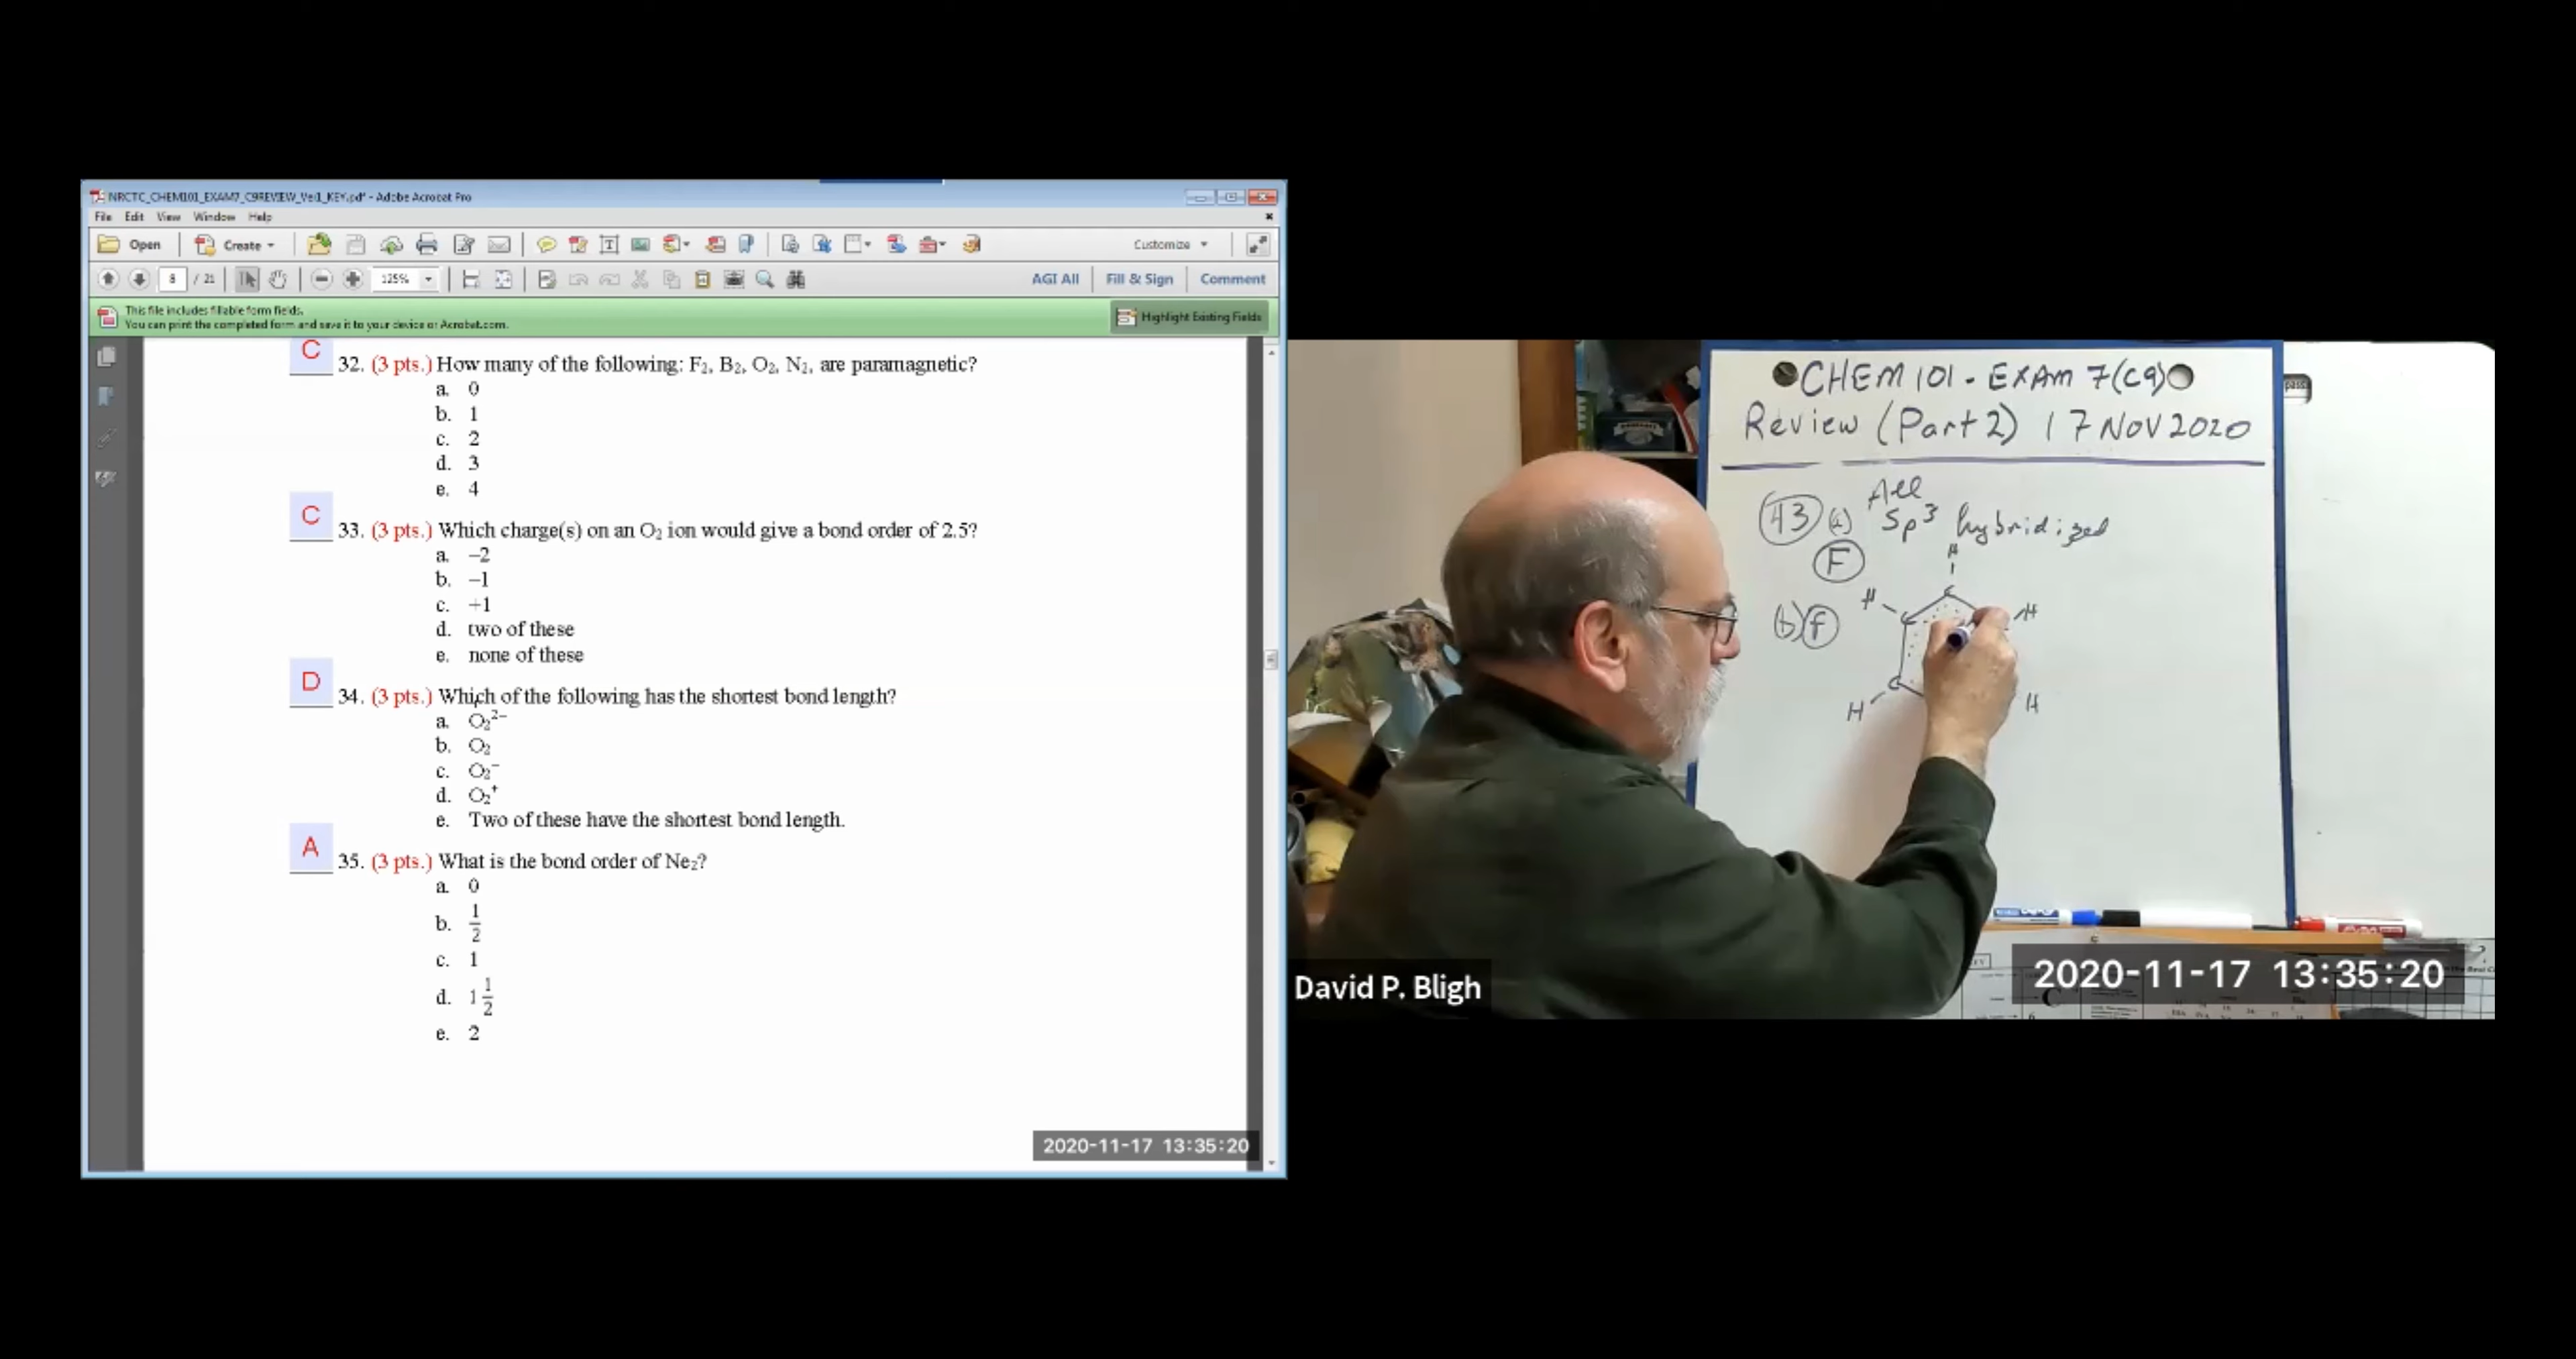 NRCTC_CHEM101_EXAM7_C9REVIEW_Ver1_KEY.pdf* - Adobe Acrobat Pro
File Edit View Window Help
Open Create Customize
8 / 21 125% AGI All Fill & Sign Comment
This file includes fillable form fields.
You can print the completed form and save it to your device or Acrobat.com.
Highlight Existing Fields
C 32. (3 pts.) How many of the following: F₂, B₂, O₂, N₂, are paramagnetic?
a. 0
b. 1
c. 2
d. 3
e. 4
C 33. (3 pts.) Which charge(s) on an O₂ ion would give a bond order of 2.5?
a. –2
b. –1
c. +1
d. two of these
e. none of these
D 34. (3 pts.) Which of the following has the shortest bond length?
a. O₂²⁻
b. O₂
c. O₂⁻
d. O₂⁺
e. Two of these have the shortest bond length.
A 35. (3 pts.) What is the bond order of Ne₂?
a. 0
b. 1/2
c. 1
d. 1 1/2
e. 2
2020-11-17 13:35:20
CHEM 101 - EXAM 7 (C9)
Review (Part 2) 17 NOV 2020
43 (a) All
Sp³ hybridized
F
H
H C C H
(b) F
H C H
David P. Bligh
2020-11-17 13:35:20